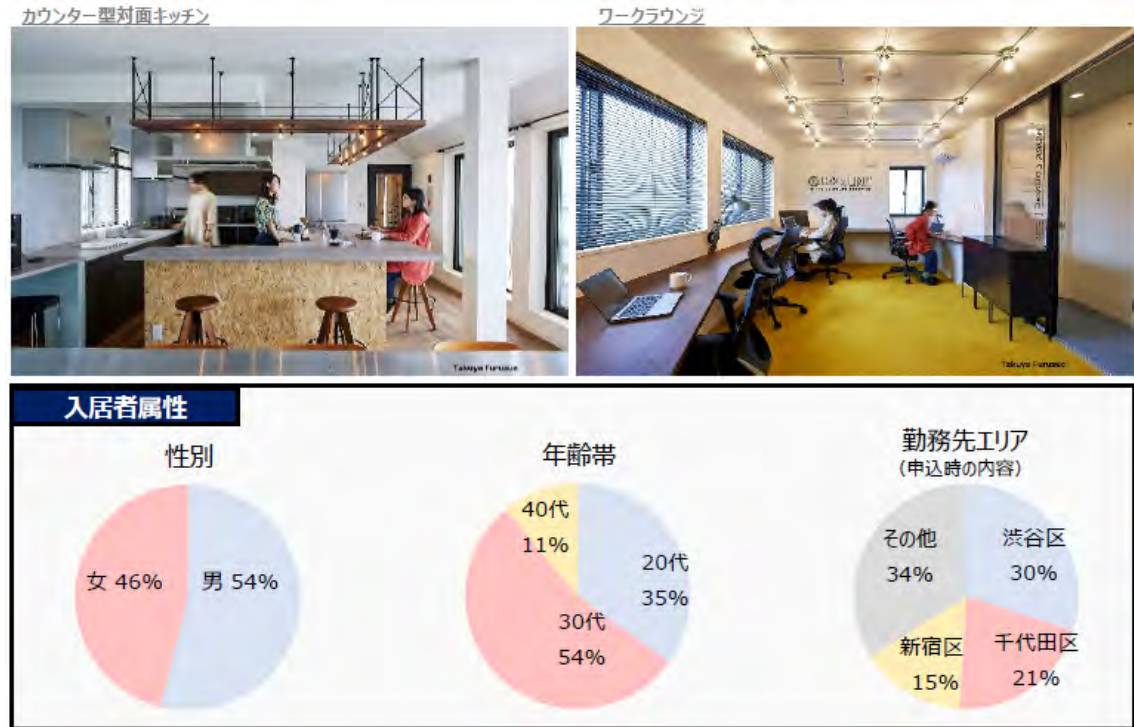 カウンター型対面キッチン
ワークラウンジ
Takuya Furusue
Takuya Furusue
入居者属性
性別
女 46%
男 54%
年齢帯
40代
11%
20代
35%
30代
54%
勤務先エリア
（申込時の内容）
その他
34%
渋谷区
30%
新宿区
15%
千代田区
21%